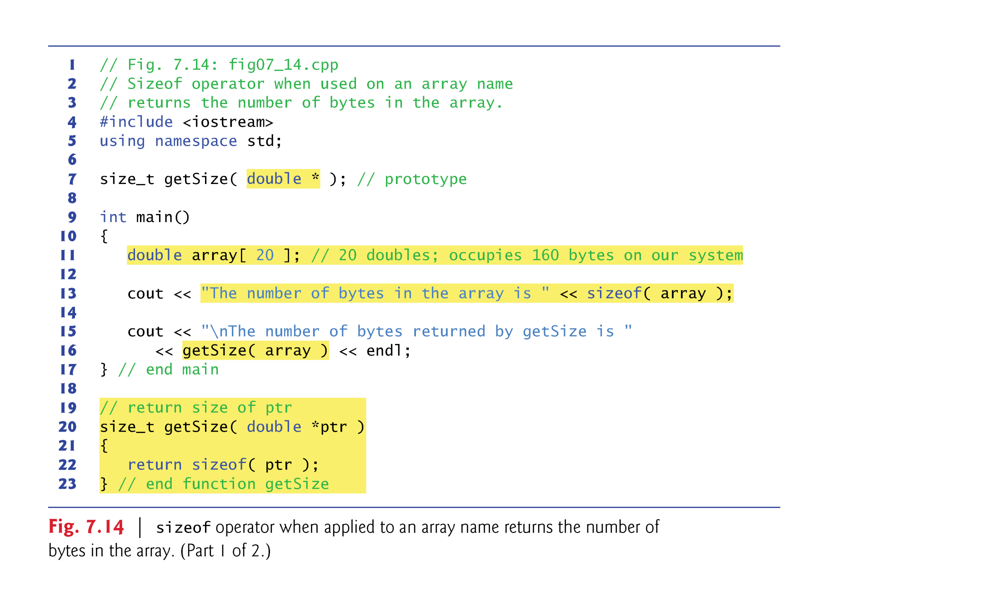 1 // Fig. 7.14: fig07_14.cpp
2 // Sizeof operator when used on an array name
3 // returns the number of bytes in the array.
4 #include <iostream>
5 using namespace std;
6
7 size_t getSize( double * ); // prototype
8
9 int main()
10 {
11    double array[ 20 ]; // 20 doubles; occupies 160 bytes on our system
12
13    cout << "The number of bytes in the array is " << sizeof( array );
14
15    cout << "\nThe number of bytes returned by getSize is "
16       << getSize( array ) << endl;
17 } // end main
18
19 // return size of ptr
20 size_t getSize( double *ptr )
21 {
22    return sizeof( ptr );
23 } // end function getSize
Fig. 7.14 | sizeof operator when applied to an array name returns the number of
bytes in the array. (Part 1 of 2.)